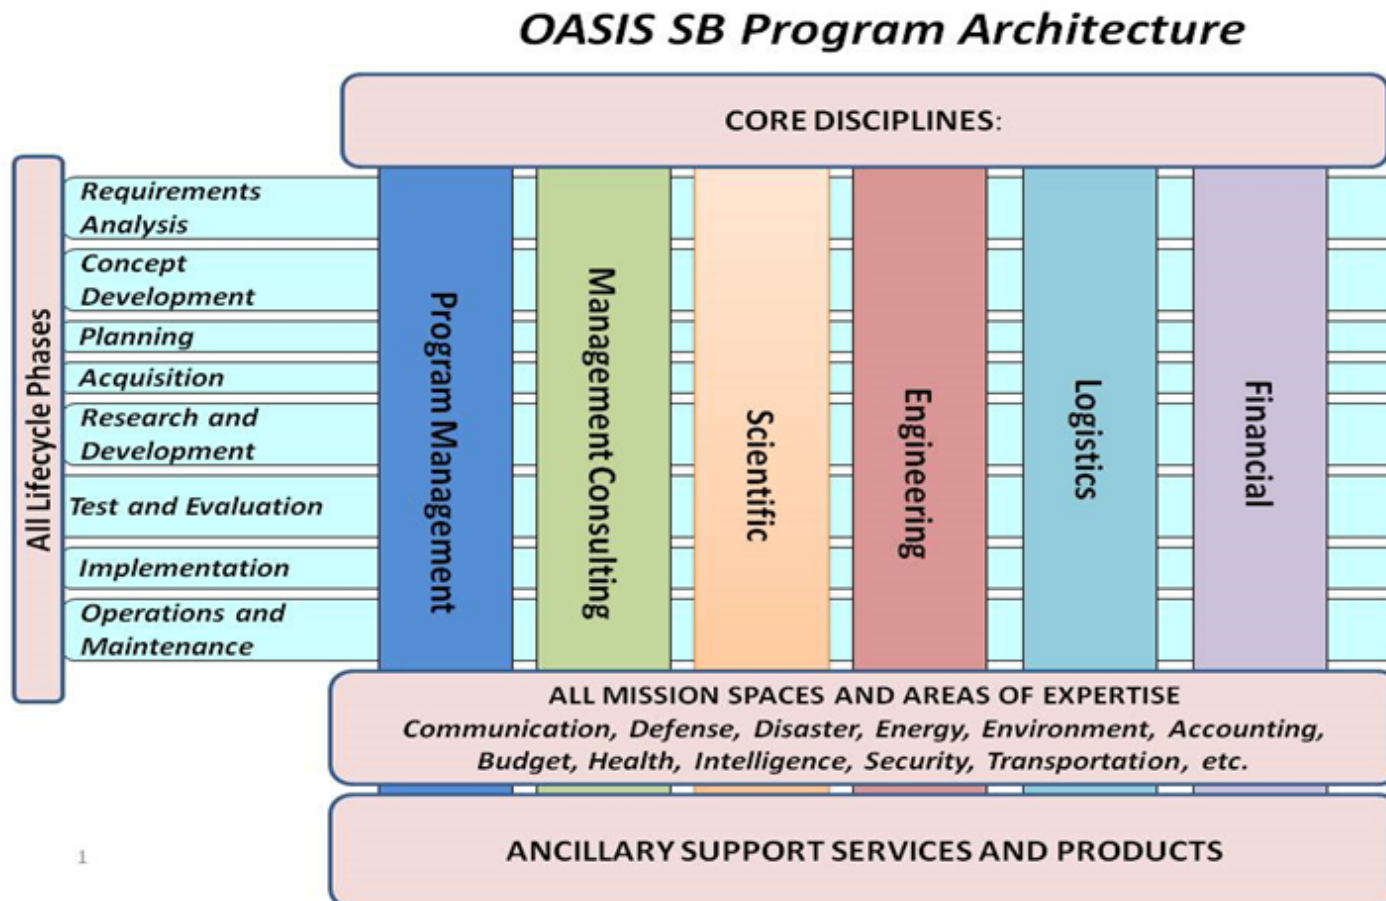 OASIS SB Program Architecture
CORE DISCIPLINES:
All Lifecycle Phases
Requirements
Analysis
Concept
Development
Planning
Acquisition
Research and
Development
Test and Evaluation
Implementation
Operations and
Maintenance
Program Management
Management Consulting
Scientific
Engineering
Logistics
Financial
ALL MISSION SPACES AND AREAS OF EXPERTISE
Communication, Defense, Disaster, Energy, Environment, Accounting,
Budget, Health, Intelligence, Security, Transportation, etc.
ANCILLARY SUPPORT SERVICES AND PRODUCTS
1